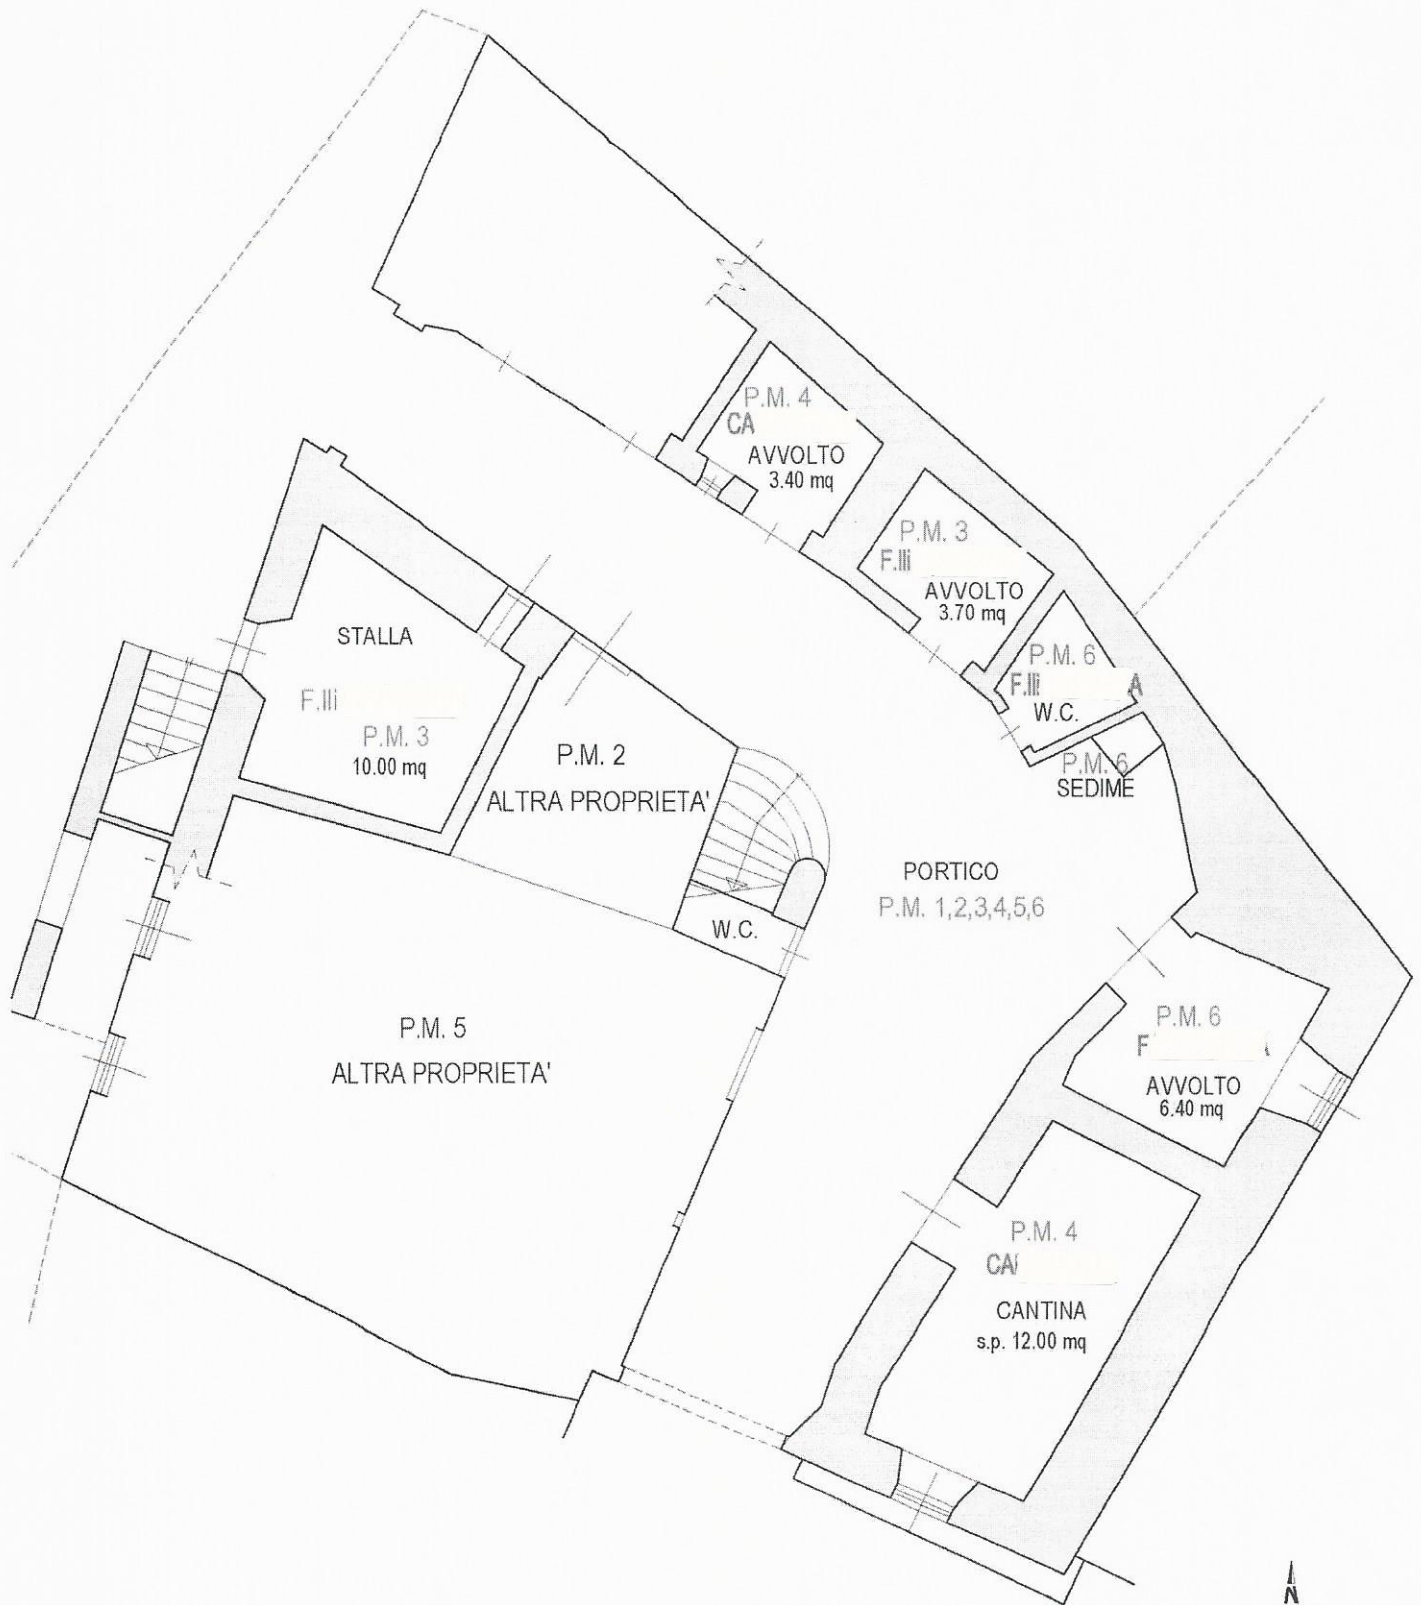 P.M. 4
CA
AVVOLTO
3.40 mq
P.M. 3
F.lli
AVVOLTO
3.70 mq
P.M. 6
F.lli A
W.C.
P.M. 6
SEDIME
STALLA
F.lli
P.M. 3
10.00 mq
P.M. 2
ALTRA PROPRIETA'
W.C.
PORTICO
P.M. 1,2,3,4,5,6
P.M. 5
ALTRA PROPRIETA'
P.M. 6
F
AVVOLTO
6.40 mq
P.M. 4
CA
CANTINA
s.p. 12.00 mq
N